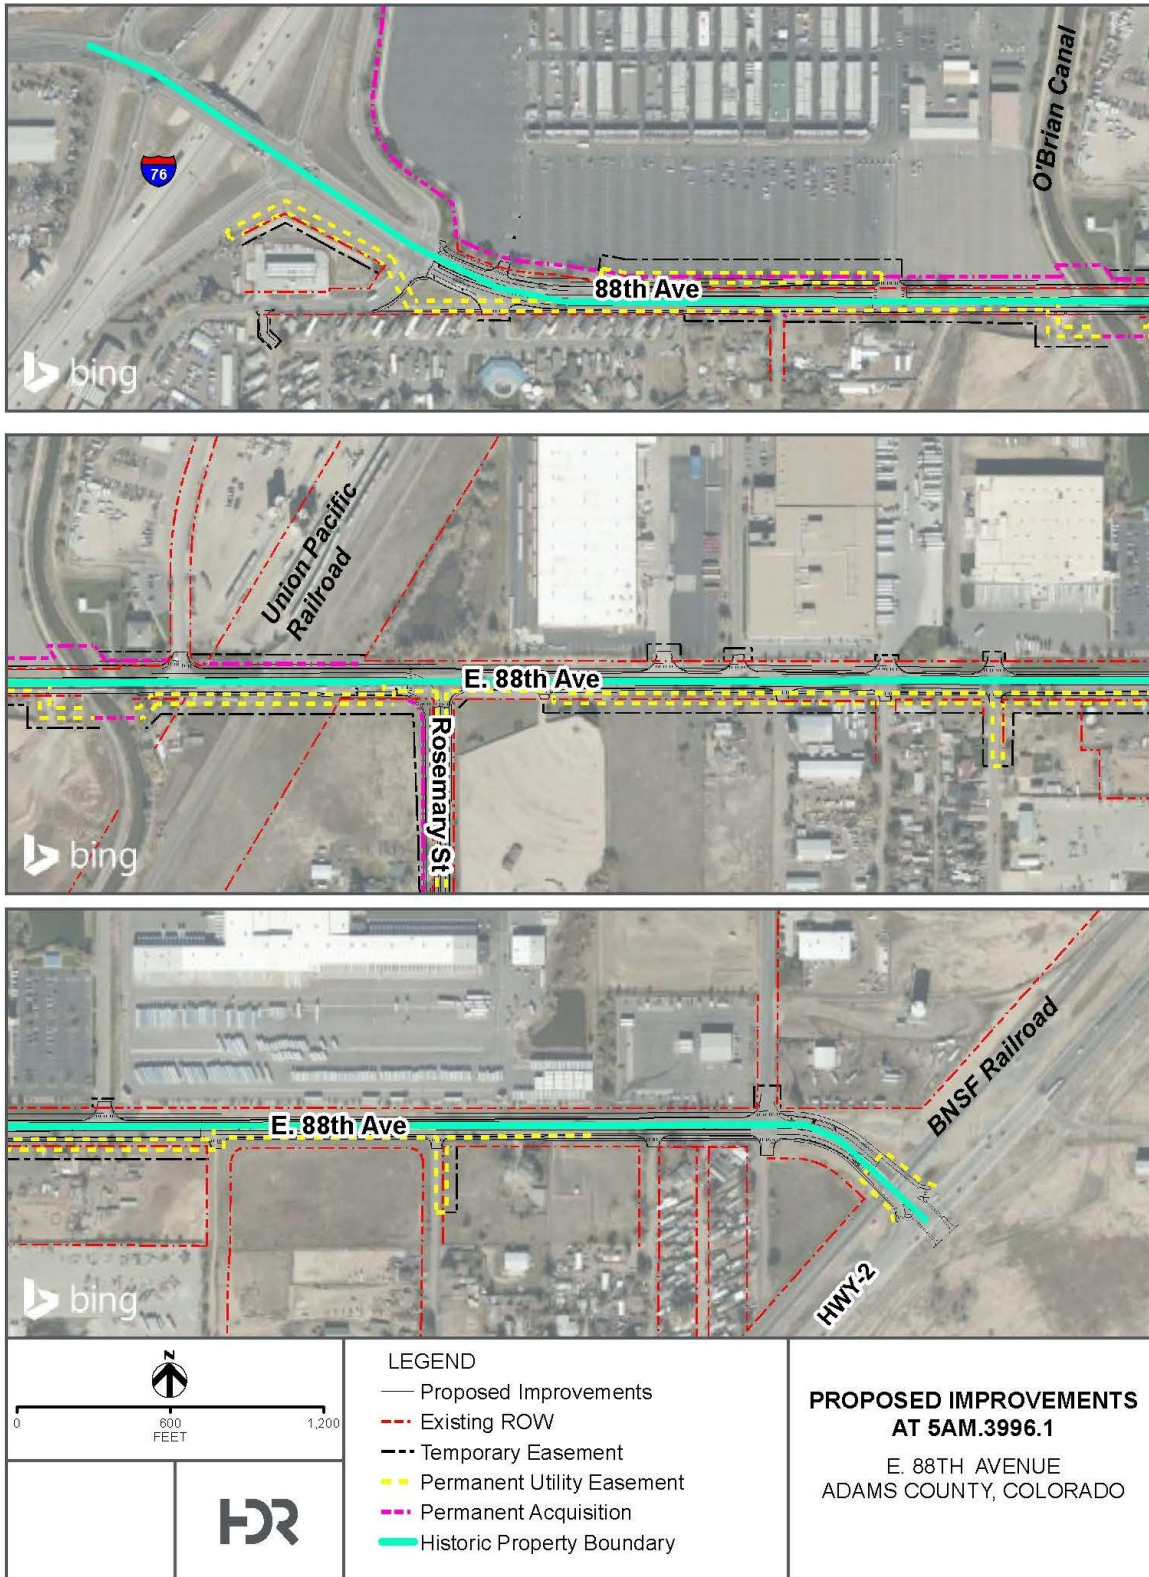 O'Brian Canal
76
88th Ave
bing
Union Pacific
Railroad
E. 88th Ave
Rosemary St
bing
E. 88th Ave
BNSF Railroad
HWY-2
bing
N
0 600 1,200
FEET
HDR
LEGEND
Proposed Improvements
Existing ROW
Temporary Easement
Permanent Utility Easement
Permanent Acquisition
Historic Property Boundary
PROPOSED IMPROVEMENTS
AT 5AM.3996.1
E. 88TH AVENUE
ADAMS COUNTY, COLORADO